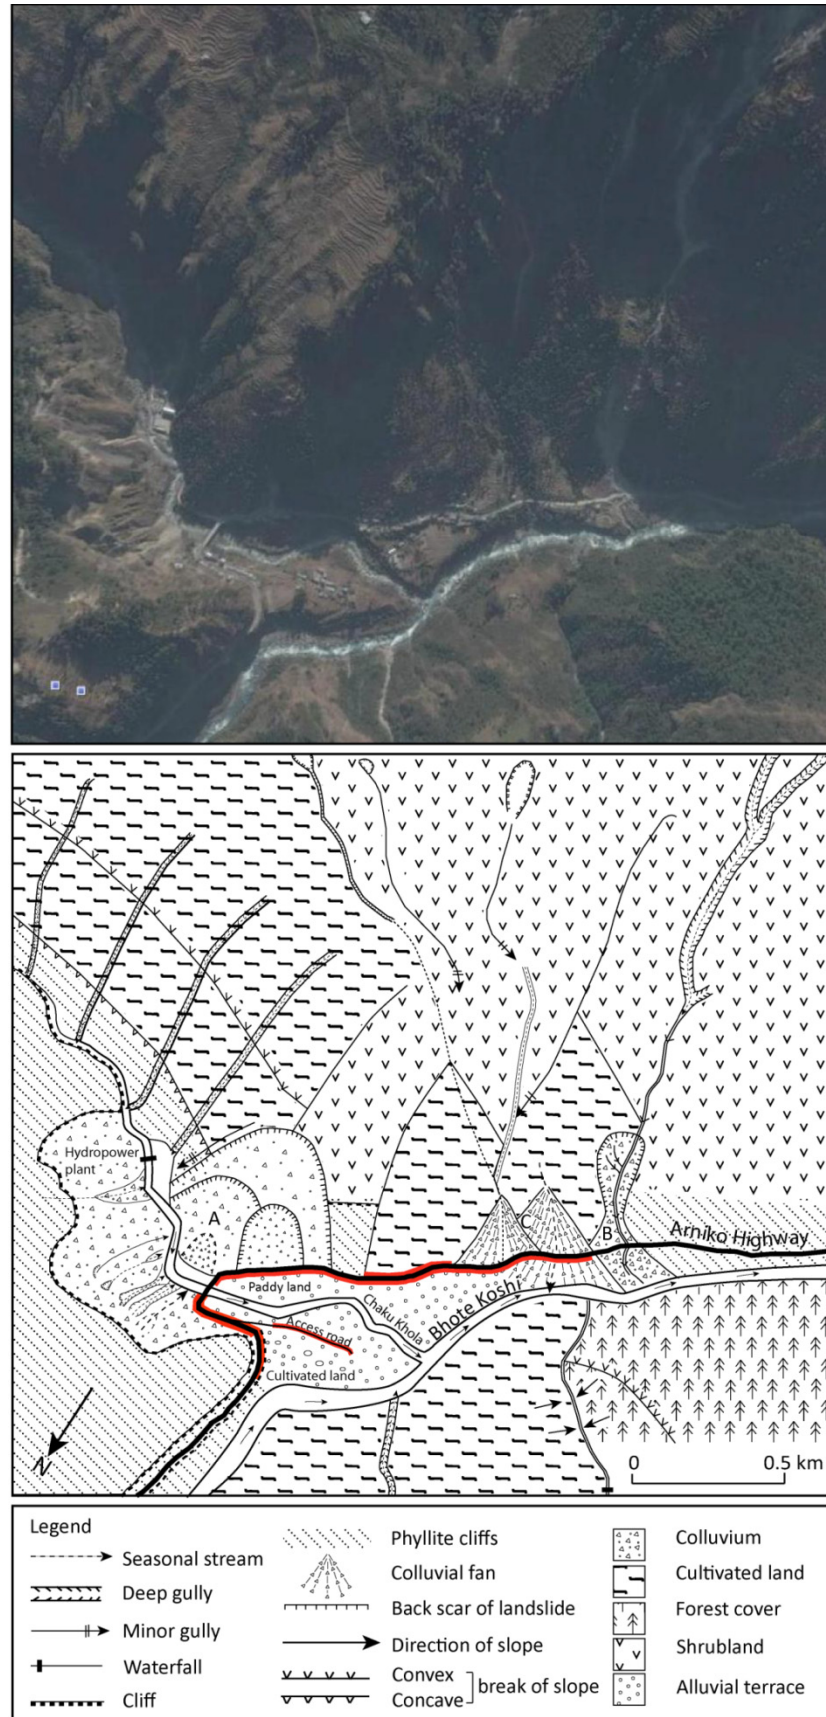 Hydropower
plant
A
C
B
Arniko Highway
Paddy land
Chaku Khola
Bhote Koshi
Access road
Cultivated land
N
0
0.5 km
Legend
Seasonal stream
Deep gully
Minor gully
Waterfall
Cliff
Phyllite cliffs
Colluvial fan
Back scar of landslide
Direction of slope
Convex
Concave
break of slope
Colluvium
Cultivated land
Forest cover
Shrubland
Alluvial terrace